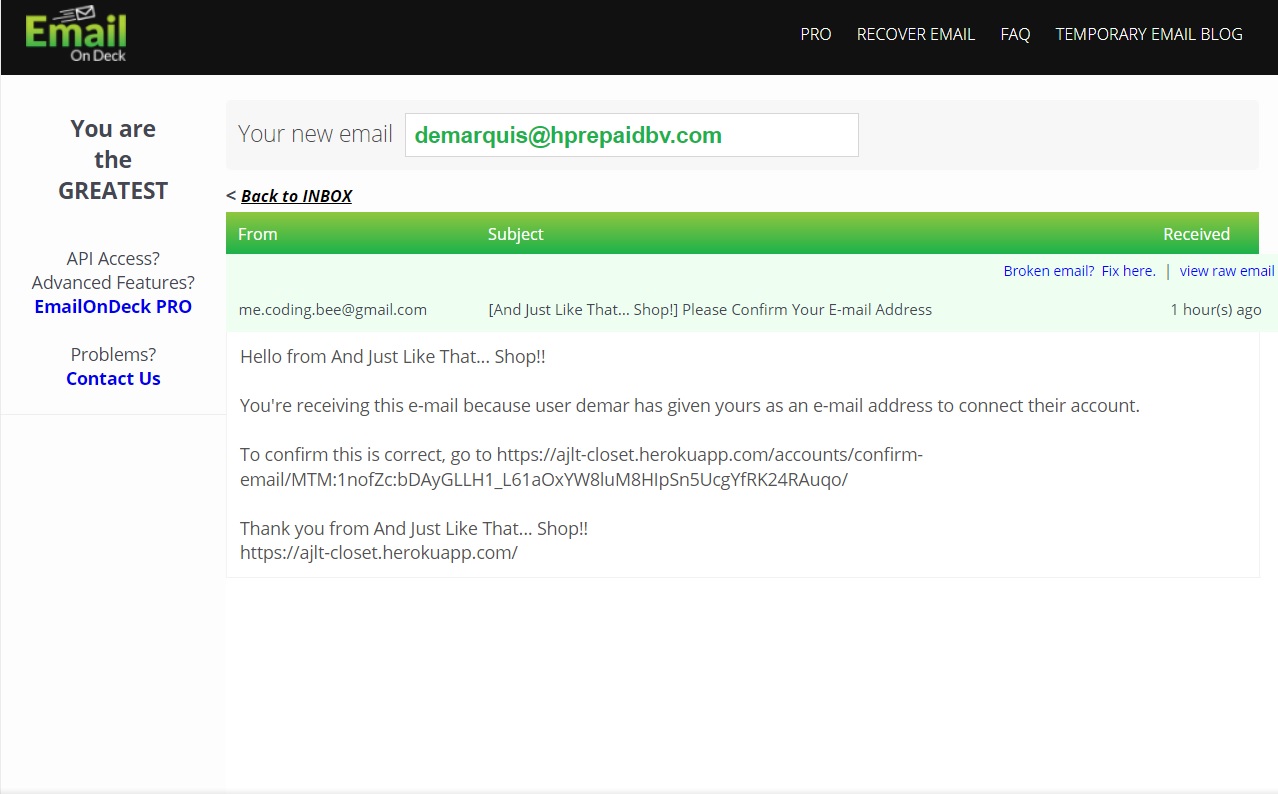 Email
On Deck
PRO RECOVER EMAIL FAQ TEMPORARY EMAIL BLOG
You are
the
GREATEST
API Access?
Advanced Features?
EmailOnDeck PRO
Problems?
Contact Us
Your new email demarquis@hprepaidbv.com
< Back to INBOX
From Subject Received
Broken email? Fix here. | view raw email
me.coding.bee@gmail.com [And Just Like That... Shop!] Please Confirm Your E-mail Address 1 hour(s) ago
Hello from And Just Like That... Shop!!
You're receiving this e-mail because user demar has given yours as an e-mail address to connect their account.
To confirm this is correct, go to https://ajlt-closet.herokuapp.com/accounts/confirm-
email/MTM:1nofZc:bDAyGLLH1_L61aOxYW8luM8HIpSn5UcgYfRK24RAuqo/
Thank you from And Just Like That... Shop!!
https://ajlt-closet.herokuapp.com/